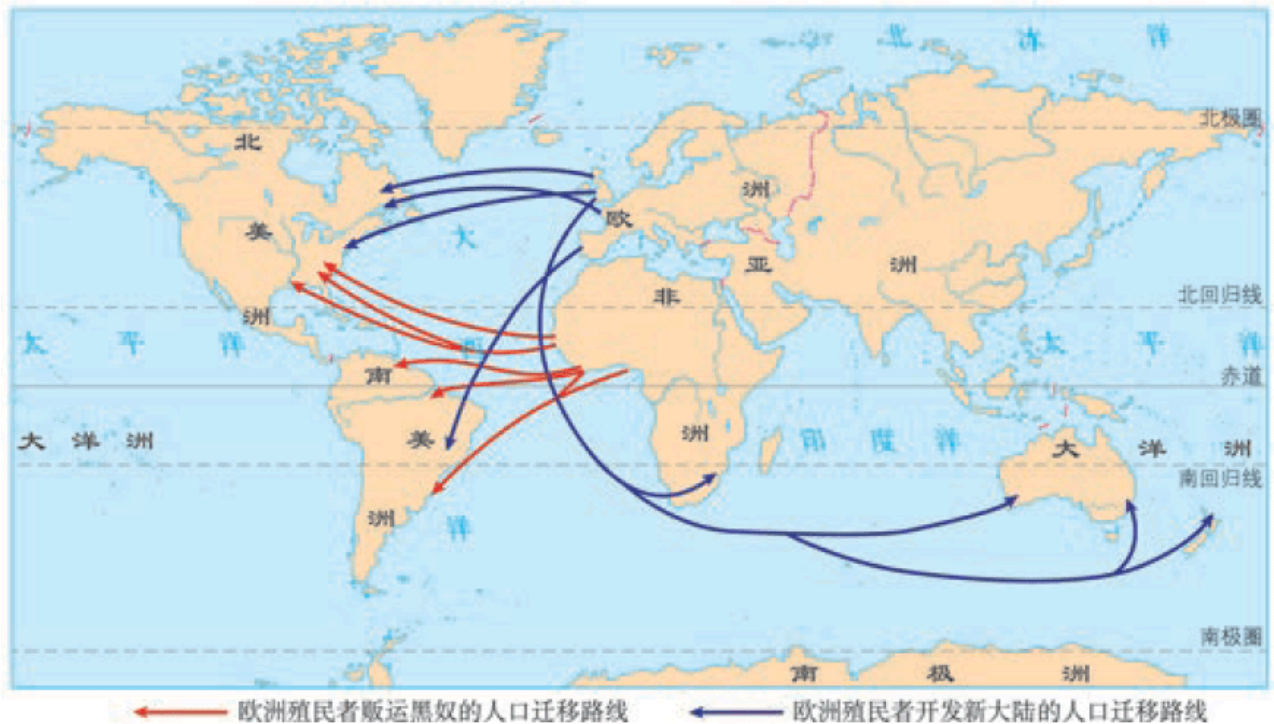 北 冰 洋
北极圈
北
洲
欧
美
大
亚
洲
非
北回归线
洲
太 平 洋
西
太 平 洋
南
赤道
大 洋 洲
美
洲
印 度 洋
大 洋 洲
南回归线
洲
洋
南极圈
南 极 洲
欧洲殖民者贩运黑奴的人口迁移路线
欧洲殖民者开发新大陆的人口迁移路线